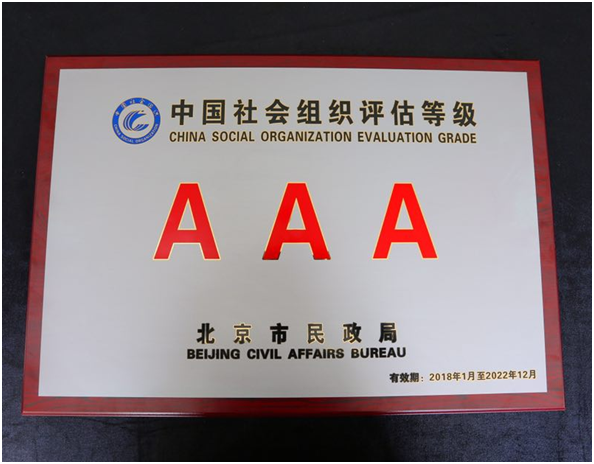 中国社会组织评估等级
CHINA SOCIAL ORGANIZATION EVALUATION GRADE
AAA
北京市民政局
BEIJING CIVIL AFFAIRS BUREAU
有效期：2018年1月至2022年12月